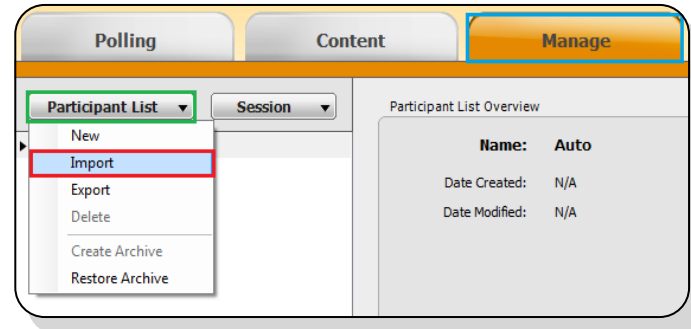 Polling
Content
Manage
Participant List
Session
New
Import
Export
Delete
Create Archive
Restore Archive
Participant List Overview
Name: Auto
Date Created: N/A
Date Modified: N/A